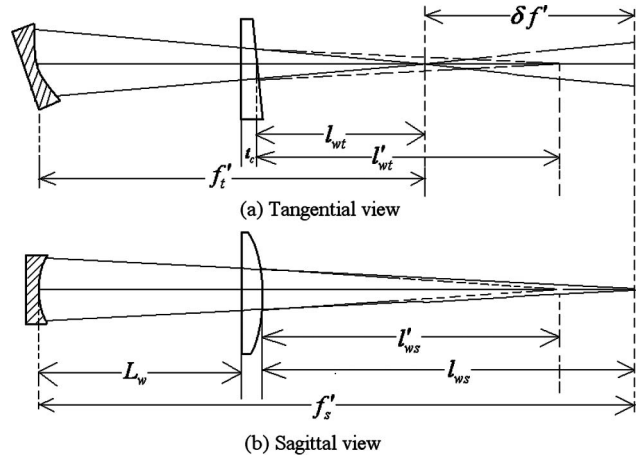 δf'
l_wt
t_c
l'_wt
f'_t
(a) Tangential view
l'_ws
L_w
l_ws
f'_s
(b) Sagittal view